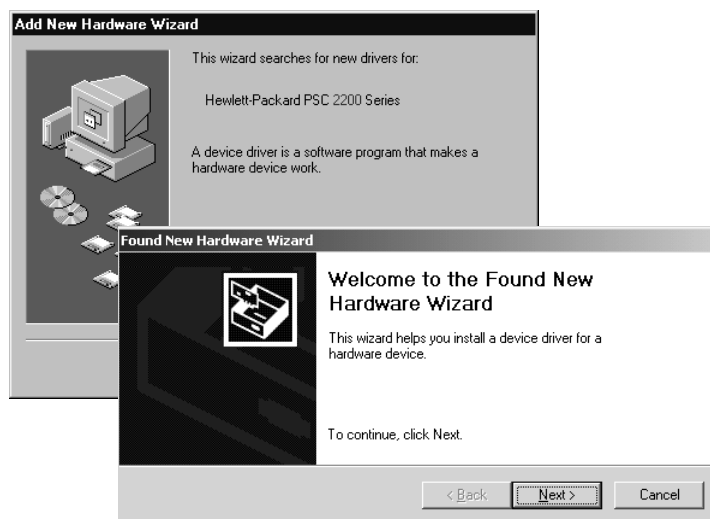 Add New Hardware Wizard
This wizard searches for new drivers for:
Hewlett-Packard PSC 2200 Series
A device driver is a software program that makes a
hardware device work.
Found New Hardware Wizard
Welcome to the Found New
Hardware Wizard
This wizard helps you install a device driver for a
hardware device.
To continue, click Next.
< Back
Next >
Cancel